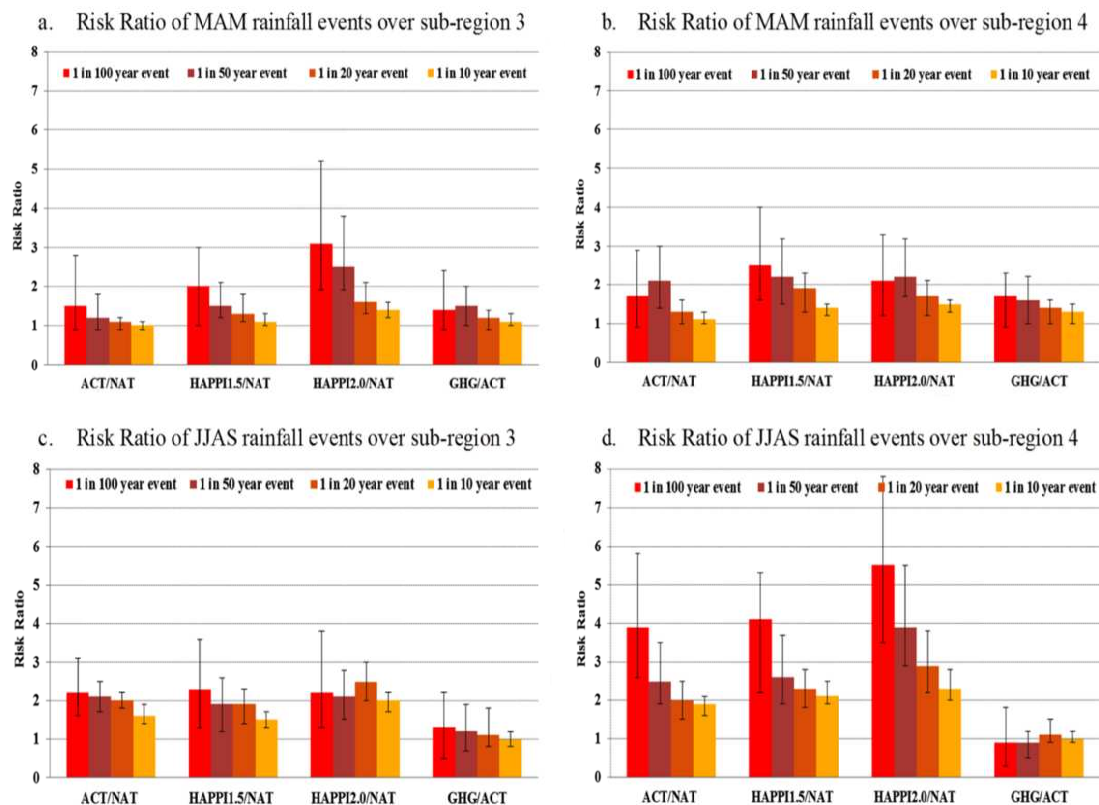 a. Risk Ratio of MAM rainfall events over sub-region 3
8
1 in 100 year event 1 in 50 year event 1 in 20 year event 1 in 10 year event
7
6
5
4
3
2
1
0
Risk Ratio
ACT/NAT HAPPI1.5/NAT HAPPI2.0/NAT GHG/ACT
b. Risk Ratio of MAM rainfall events over sub-region 4
8
1 in 100 year event 1 in 50 year event 1 in 20 year event 1 in 10 year event
7
6
5
4
3
2
1
0
Risk Ratio
ACT/NAT HAPPI1.5/NAT HAPPI2.0/NAT GHG/ACT
c. Risk Ratio of JJAS rainfall events over sub-region 3
8
1 in 100 year event 1 in 50 year event 1 in 20 year event 1 in 10 year event
7
6
5
4
3
2
1
0
Risk Ratio
ACT/NAT HAPPI1.5/NAT HAPPI2.0/NAT GHG/ACT
d. Risk Ratio of JJAS rainfall events over sub-region 4
8
1 in 100 year event 1 in 50 year event 1 in 20 year event 1 in 10 year event
7
6
5
4
3
2
1
0
Risk Ratio
ACT/NAT HAPPI1.5/NAT HAPPI2.0/NAT GHG/ACT